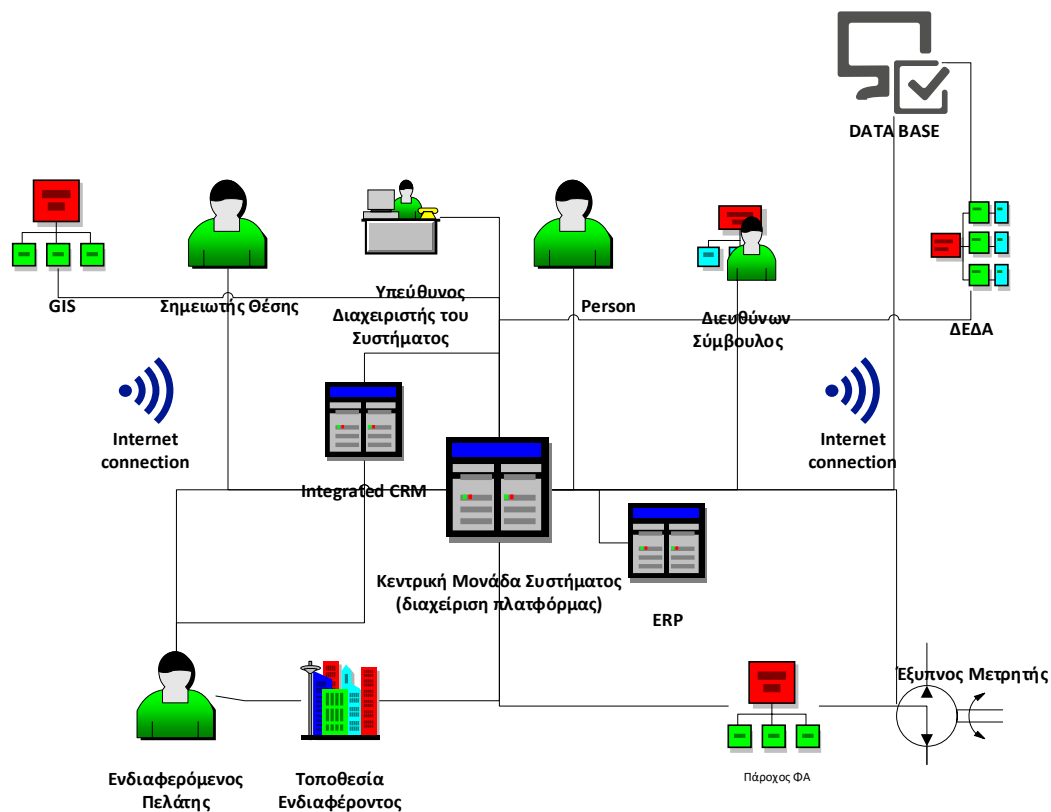 DATA BASE
GIS
Σημειωτής Θέσης
Υπεύθυνος
Διαχειριστής του
Συστήματος
Person
Διευθύνων
Σύμβουλος
ΔΕΔΑ
Internet
connection
Internet
connection
Integrated CRM
Κεντρική Μονάδα Συστήματος
(διαχείριση πλατφόρμας)
ERP
Έξυπνος Μετρητής
Ενδιαφερόμενος
Πελάτης
Τοποθεσία
Ενδιαφέροντος
Πάροχος ΦΑ